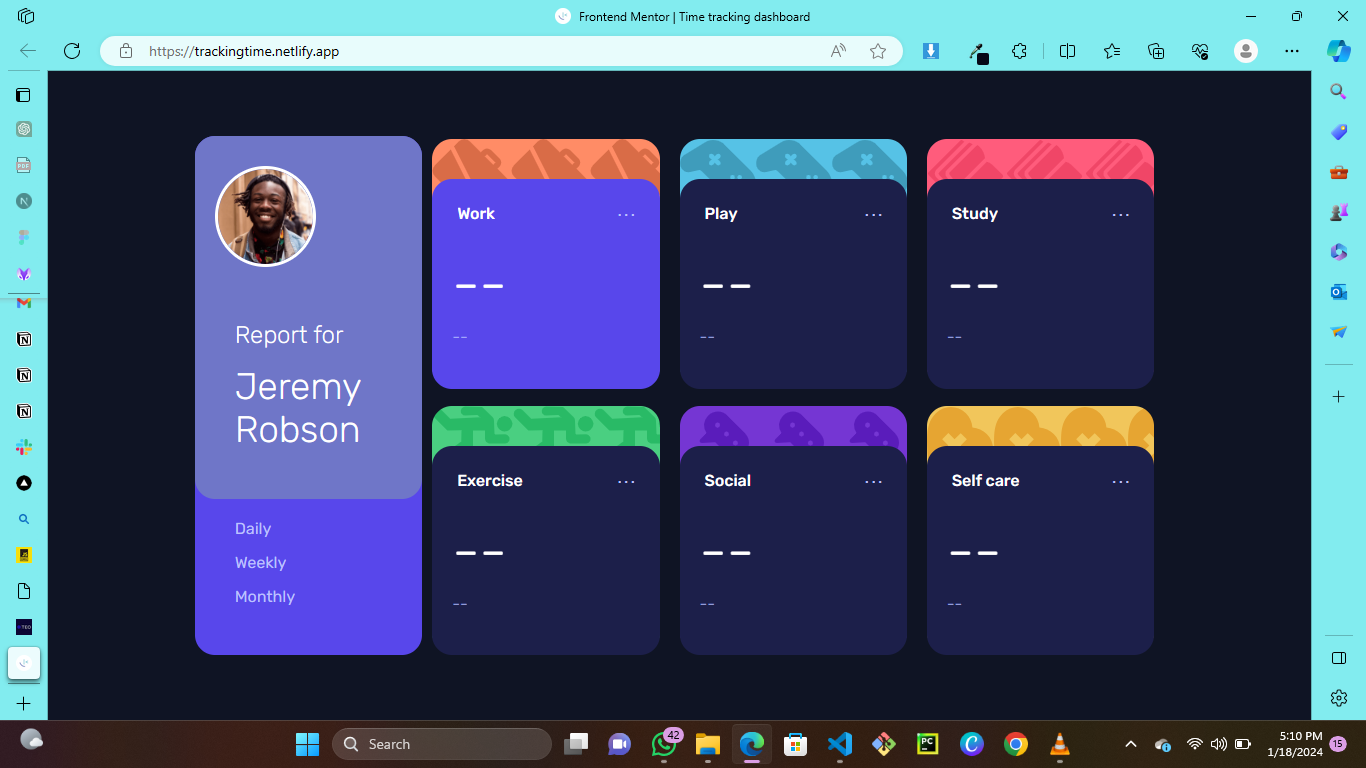 Frontend Mentor | Time tracking dashboard
https://trackingtime.netlify.app
Report for
Jeremy
Robson
Daily
Weekly
Monthly
Work
...
– –
--
Play
...
– –
--
Study
...
– –
--
Exercise
...
– –
--
Social
...
– –
--
Self care
...
– –
--
Search
42
PC
5:10 PM
1/18/2024
15